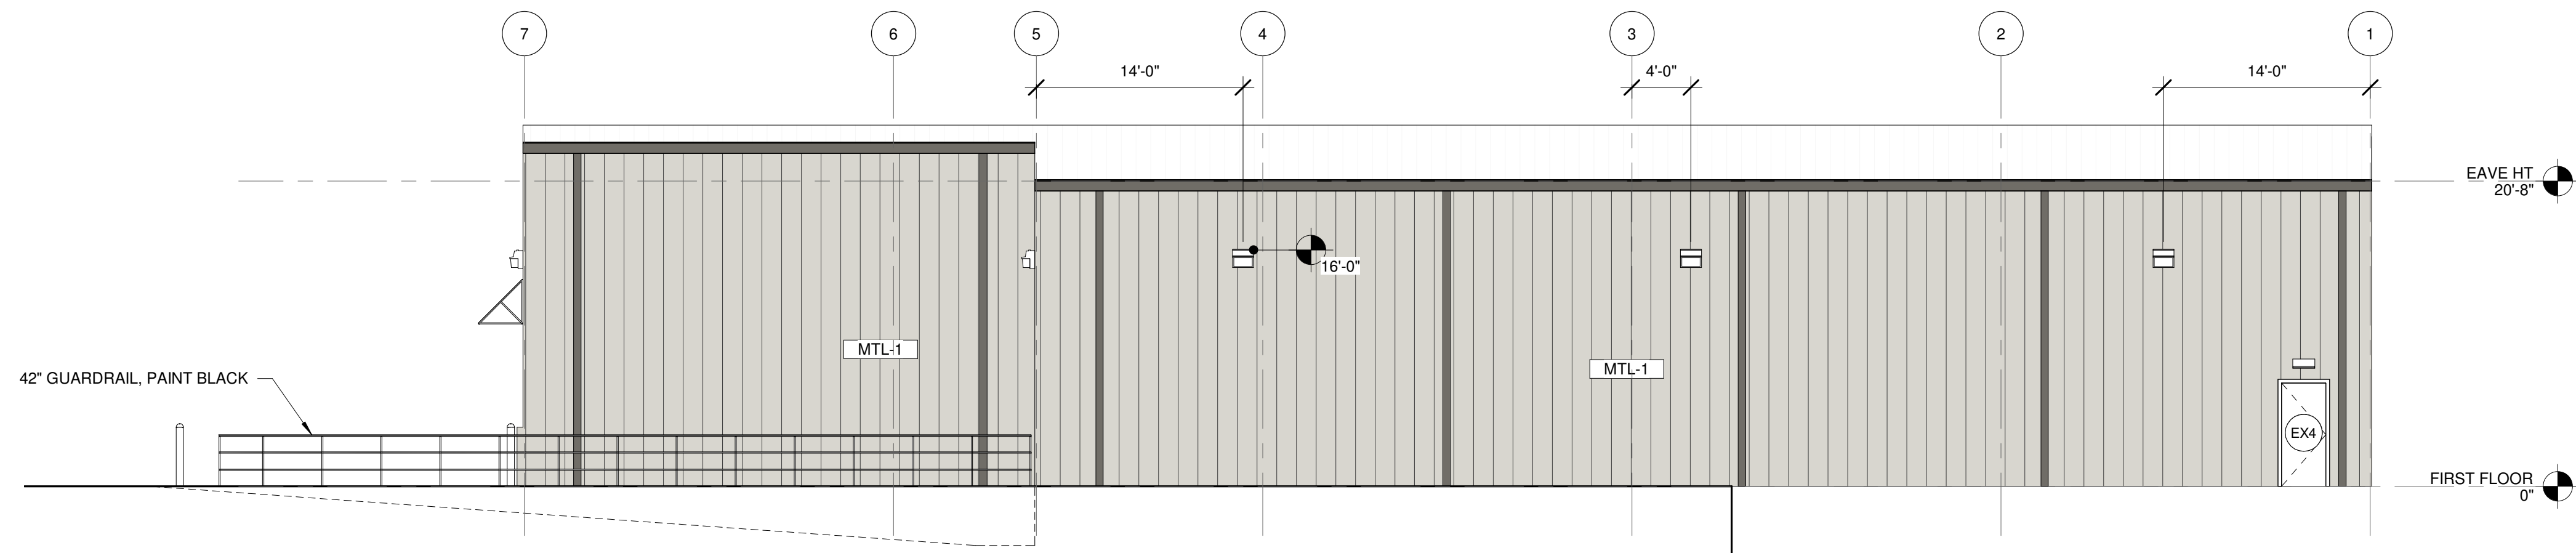 7
6
5
4
3
2
1
14'-0"
4'-0"
14'-0"
EAVE HT
20'-8"
16'-0"
MTL-1
MTL-1
42" GUARDRAIL, PAINT BLACK
EX4
FIRST FLOOR
0"